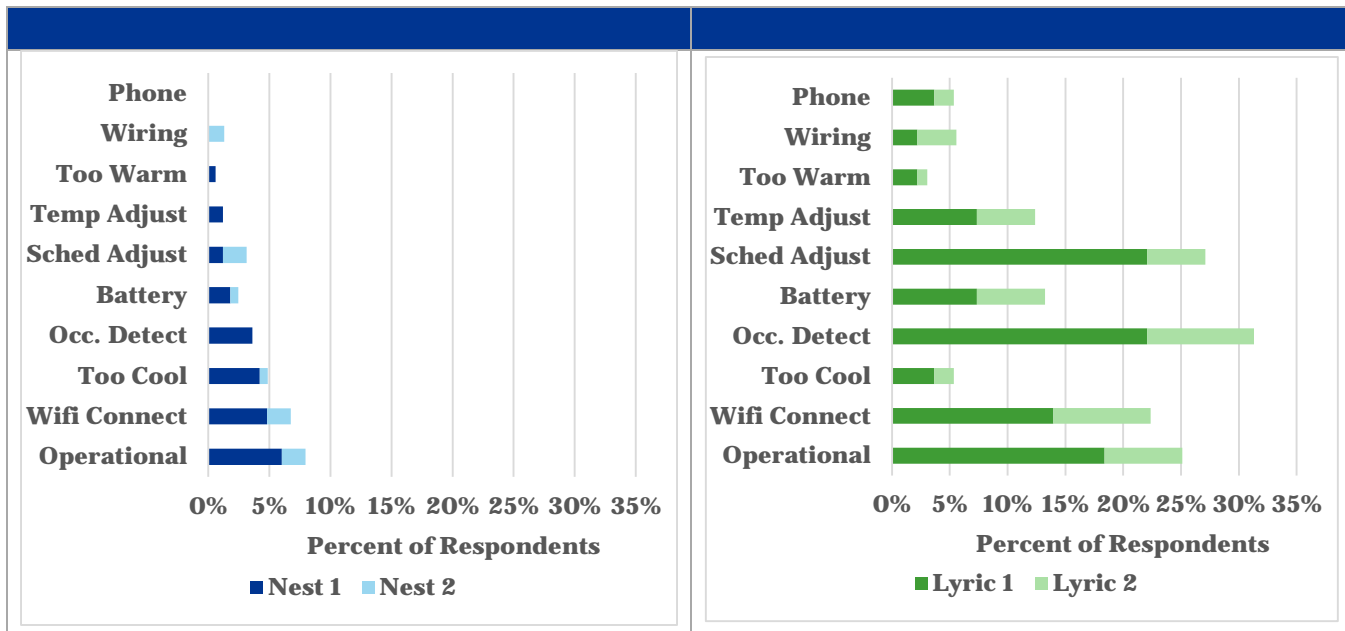 Phone
Wiring
Too Warm
Temp Adjust
Sched Adjust
Battery
Occ. Detect
Too Cool
Wifi Connect
Operational
0% 5% 10% 15% 20% 25% 30% 35%
Percent of Respondents
Nest 1 Nest 2
Phone
Wiring
Too Warm
Temp Adjust
Sched Adjust
Battery
Occ. Detect
Too Cool
Wifi Connect
Operational
0% 5% 10% 15% 20% 25% 30% 35%
Percent of Respondents
Lyric 1 Lyric 2